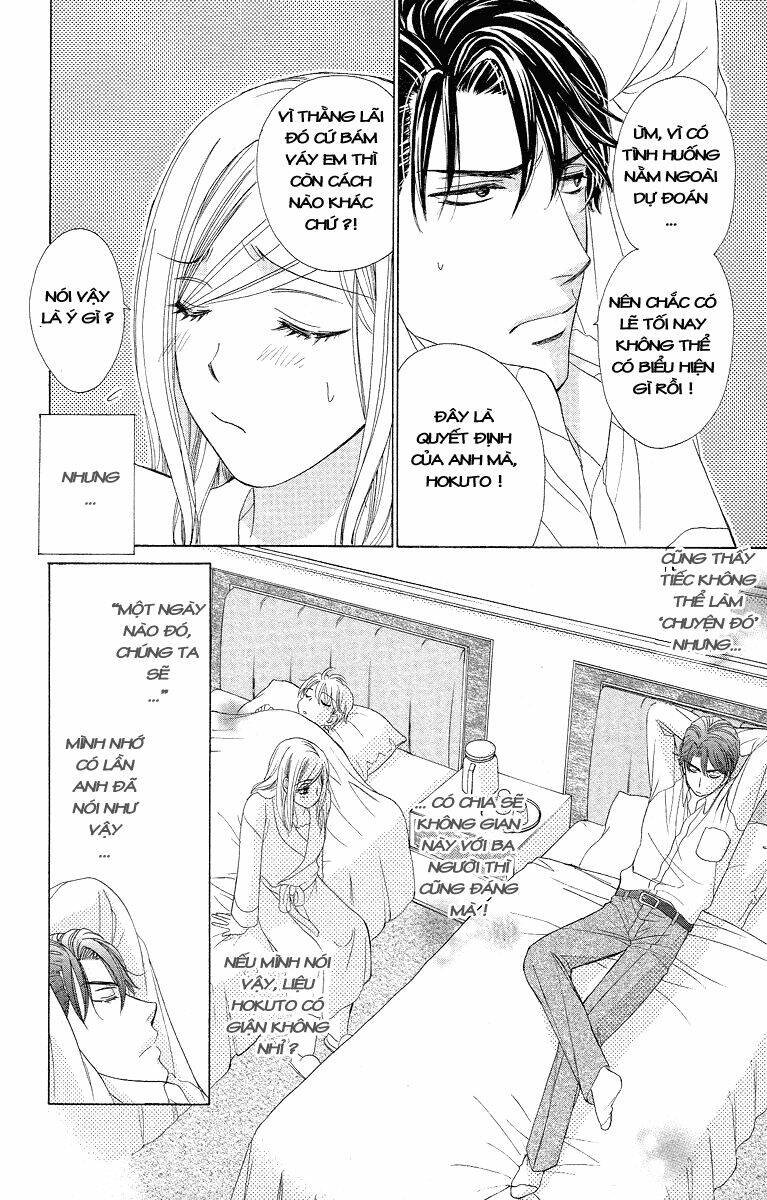 ỪM, VÌ CÓ
TÌNH HUỐNG
NẰM NGOÀI
DỰ ĐOÁN
...
NÊN CHẮC CÓ
LẼ TỐI NAY
KHÔNG THỂ
CÓ BIỂU HIỆN
GÌ RỒI !
ĐÂY LÀ
QUYẾT ĐỊNH
CỦA ANH MÀ,
HOKUTO !
VÌ THẰNG LÃI
ĐÓ CỨ BÁM
VÁY EM THÌ
CÒN CÁCH
NÀO KHÁC
CHỨ ?!
NÓI VẬY
LÀ Ý GÌ ?
NHƯNG
...
CŨNG THẤY
TIẾC KHÔNG
THỂ LÀM
"CHUYỆN ĐÓ"
NHƯNG...
... CÓ CHIA SẼ
KHÔNG GIAN
NÀY VỚI BA
NGƯỜI THÌ
CŨNG ĐÁNG
MÀ !
NẾU MÌNH NÓI
VẬY, LIỆU
HOKUTO CÓ
GIẬN KHÔNG
NHỈ ?
"MỘT NGÀY
NÀO ĐÓ,
CHÚNG TA
SẼ
..."
MÌNH NHỚ
CÓ LẦN
ANH ĐÃ
NÓI NHƯ
VẬY
...